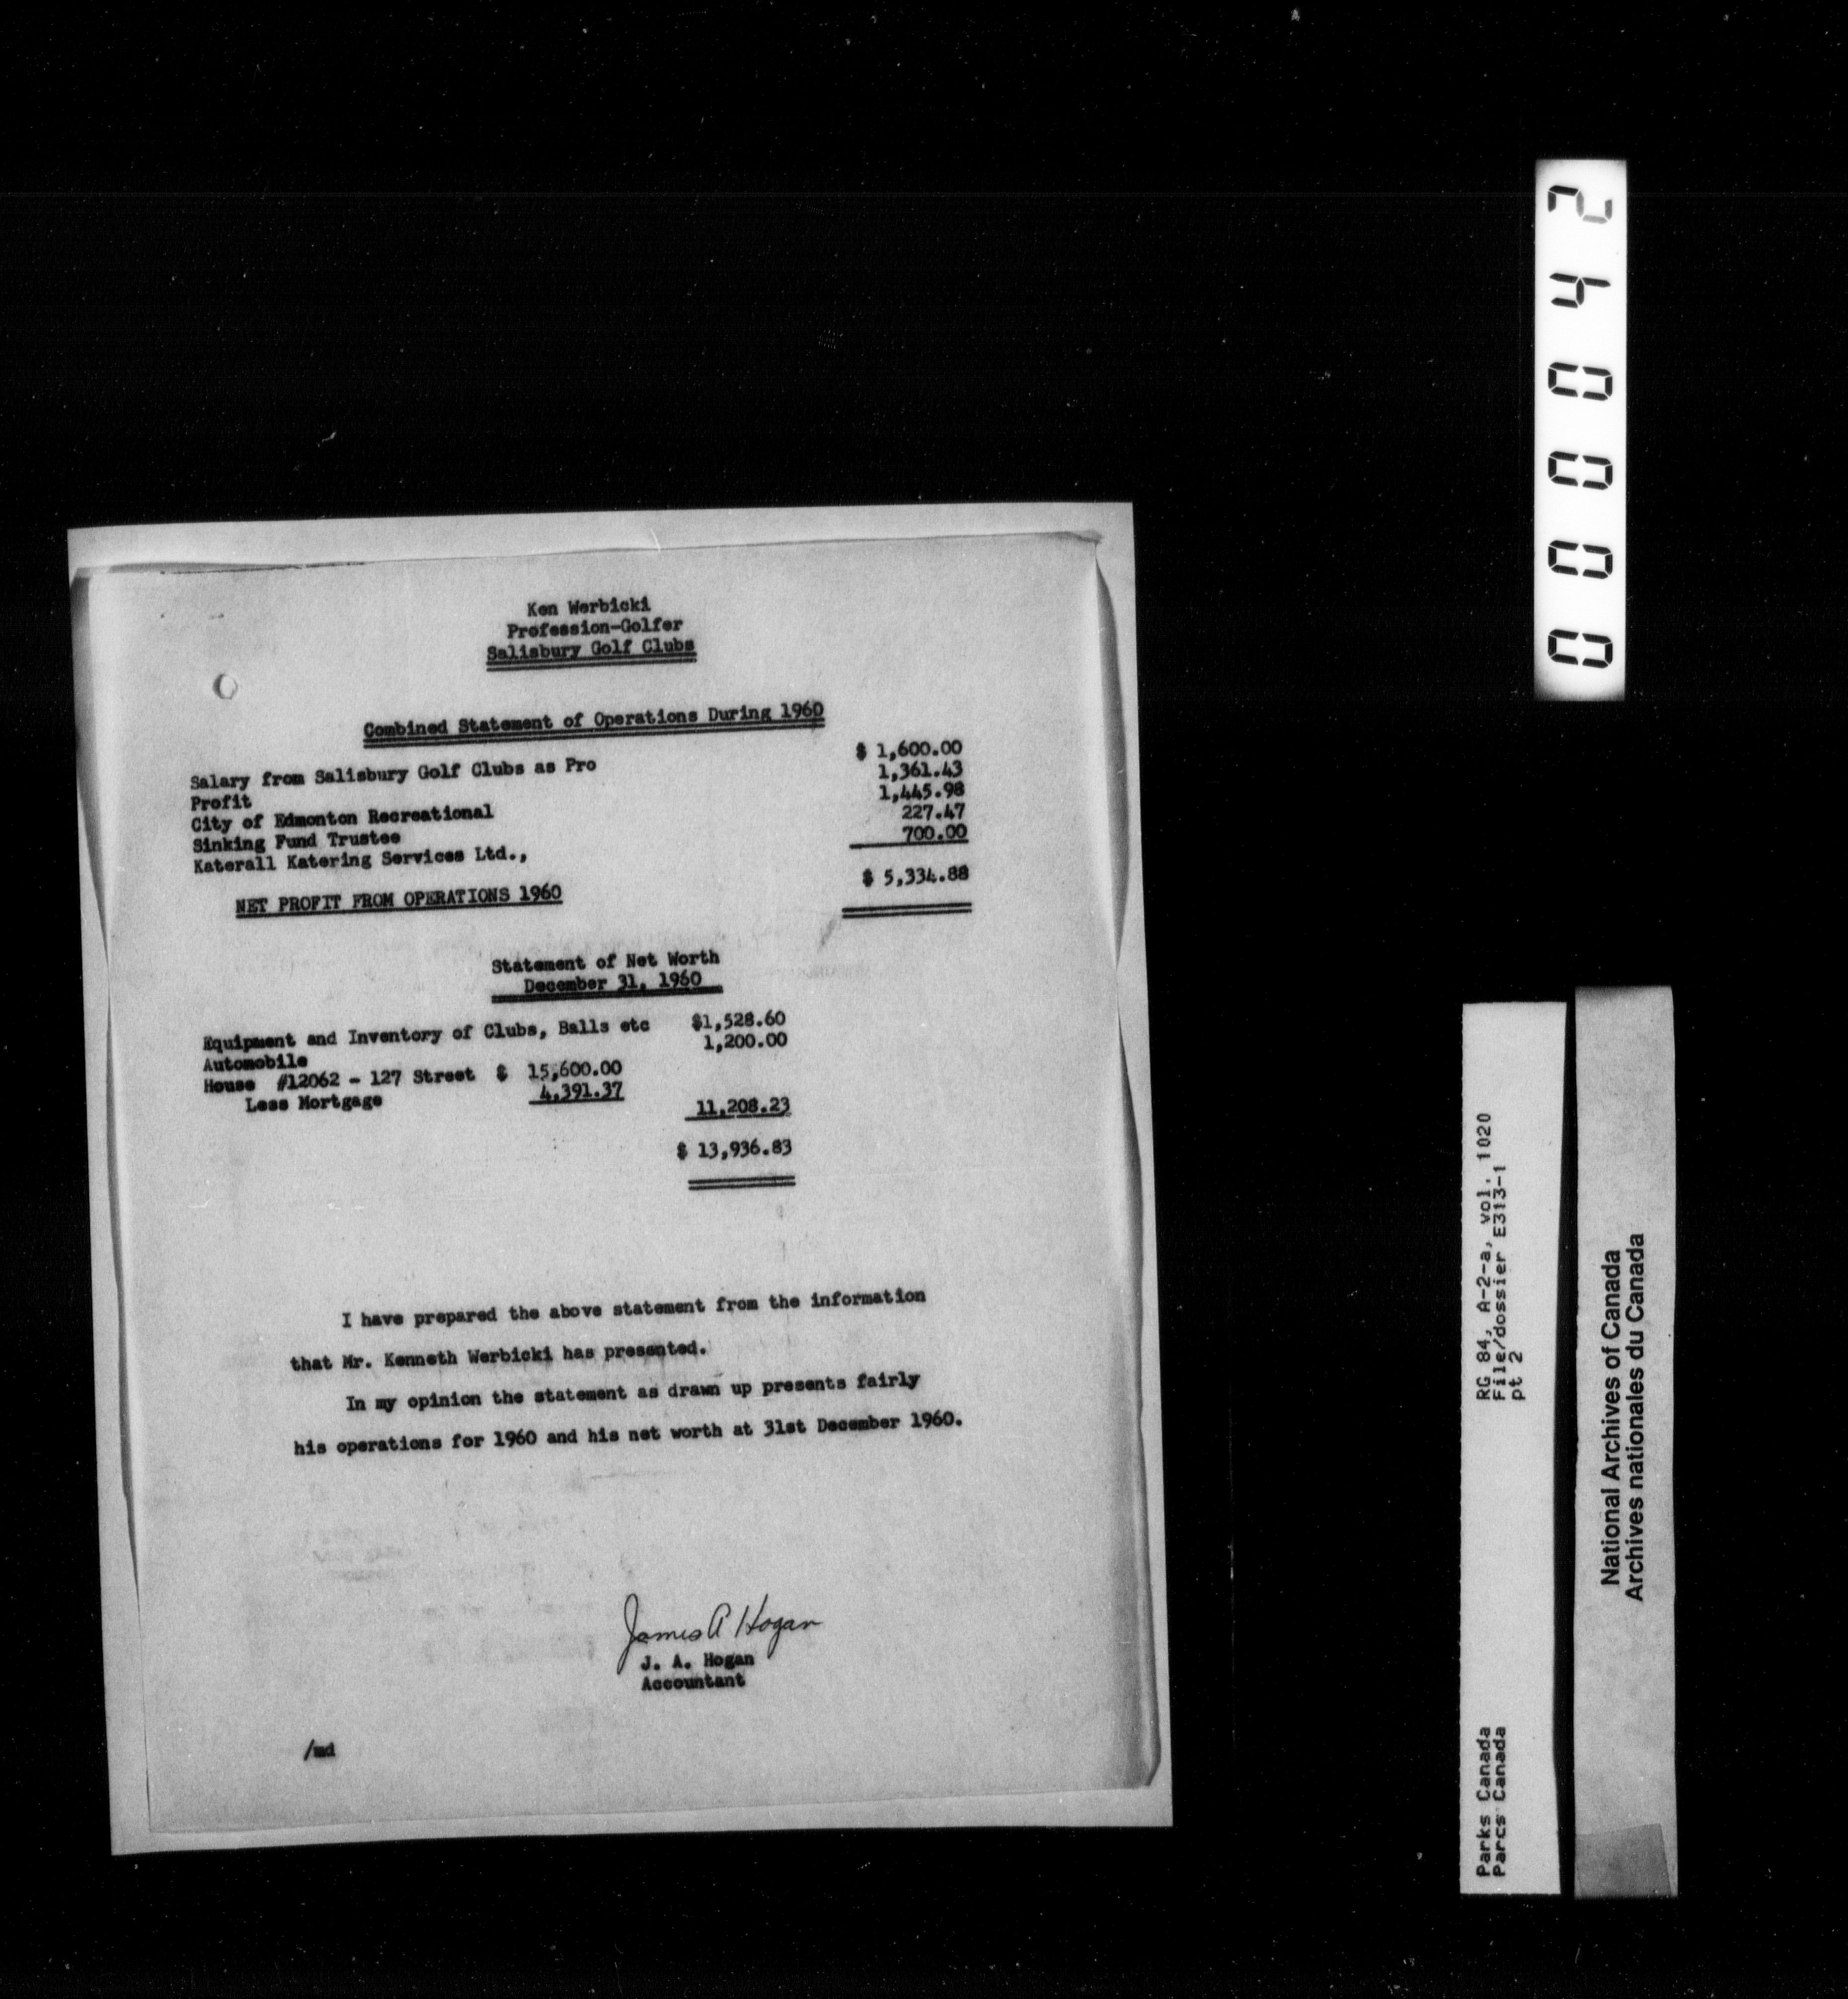 Ken Werbicki
Profession-Golfer
Salisbury Golf Clubs
Combined Statement of Operations During 1960
Salary from Salisbury Golf Clubs as Pro $ 1,600.00
Profit 1,361.43
City of Edmonton Recreational 1,445.98
Sinking Fund Trustee 227.47
Katerall Katering Services Ltd., 700.00
NET PROFIT FROM OPERATIONS 1960 $ 5,334.88
Statement of Net Worth
December 31, 1960
Equipment and Inventory of Clubs, Balls etc $1,528.60
Automobile 1,200.00
House #12062 - 127 Street $ 15,600.00
Less Mortgage 4,391.37 11,208.23
$ 13,936.83
I have prepared the above statement from the information
that Mr. Kenneth Werbicki has presented.
In my opinion the statement as drawn up presents fairly
his operations for 1960 and his net worth at 31st December 1960.
James A Hogan
J. A. Hogan
Accountant
/md
000042
RG 84, A-2-a, vol. 1020
File/dossier E313-1
pt 2
Parks Canada
Parcs Canada
National Archives of Canada
Archives nationales du Canada